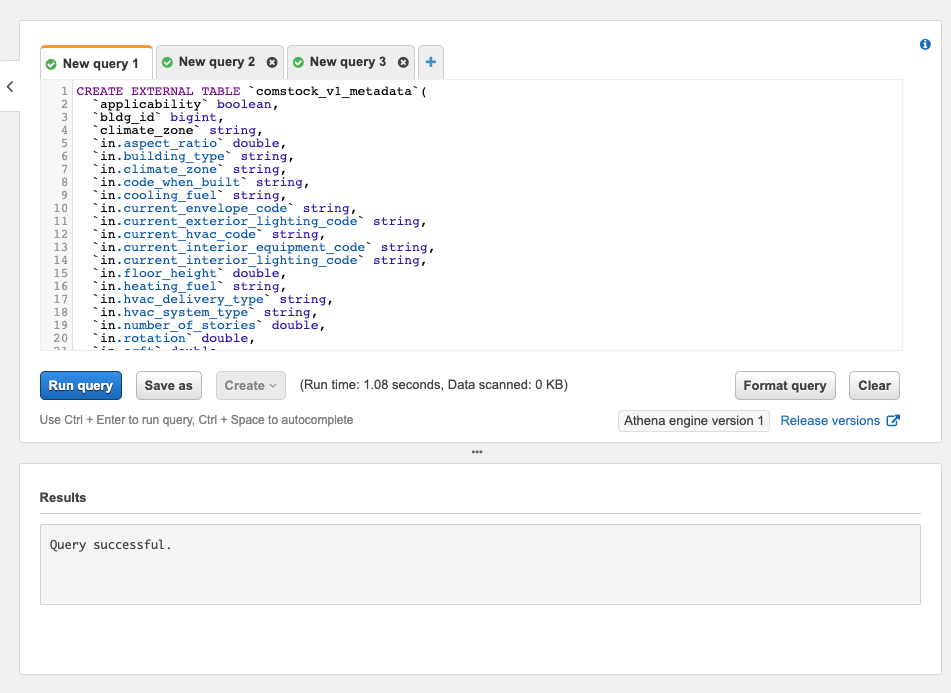 New query 1
New query 2
New query 3
1 CREATE EXTERNAL TABLE `comstock_v1_metadata`(
2 `applicability` boolean,
3 `bldg_id` bigint,
4 `climate_zone` string,
5 `in.aspect_ratio` double,
6 `in.building_type` string,
7 `in.climate_zone` string,
8 `in.code_when_built` string,
9 `in.cooling_fuel` string,
10 `in.current_envelope_code` string,
11 `in.current_exterior_lighting_code` string,
12 `in.current_hvac_code` string,
13 `in.current_interior_equipment_code` string,
14 `in.current_interior_lighting_code` string,
15 `in.floor_height` double,
16 `in.heating_fuel` string,
17 `in.hvac_delivery_type` string,
18 `in.hvac_system_type` string,
19 `in.number_of_stories` double,
20 `in.rotation` double,
21 `in.sqft` double
Run query Save as Create (Run time: 1.08 seconds, Data scanned: 0 KB) Format query Clear
Use Ctrl + Enter to run query, Ctrl + Space to autocomplete Athena engine version 1 Release versions
Results
Query successful.